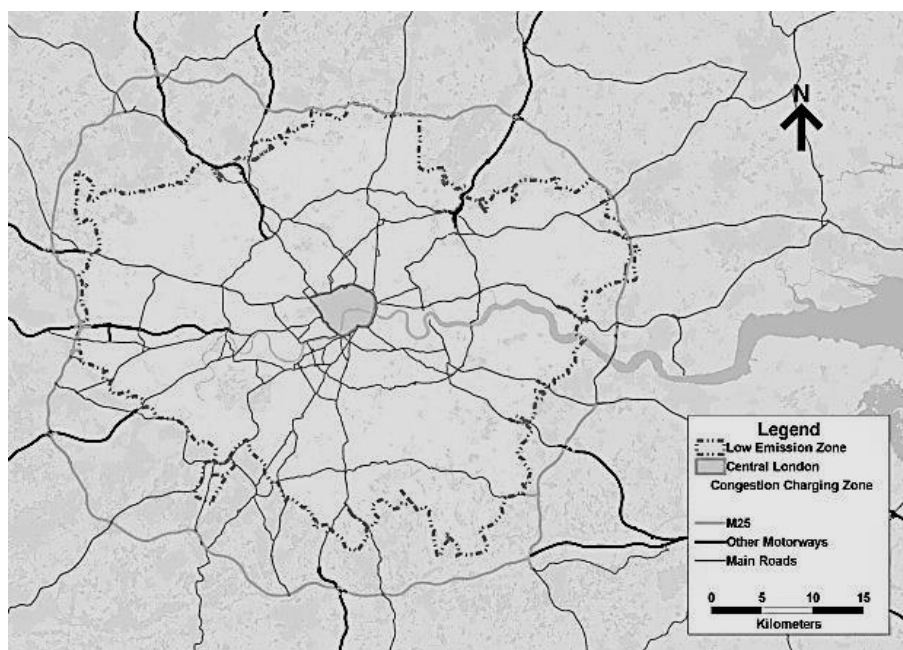 N
Legend
Low Emission Zone
Central London
Congestion Charging Zone
M25
Other Motorways
Main Roads
0 5 10 15
Kilometers